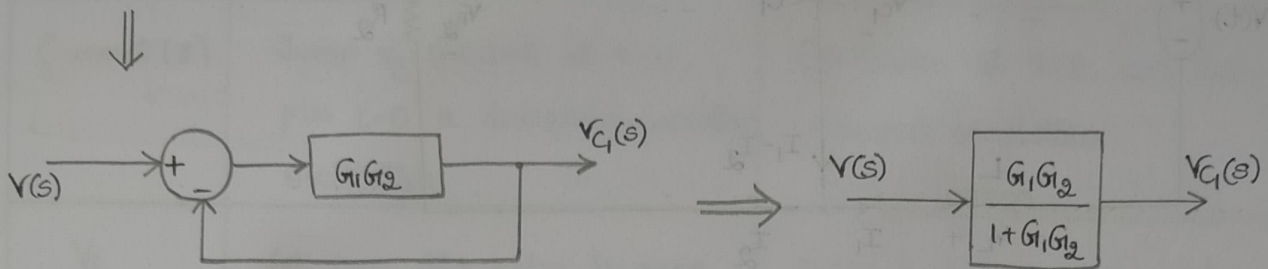 V(s)
+
-
G₁G₂
V_C₁(s)
V(s)
G₁G₂
1+G₁G₂
V_C₁(s)